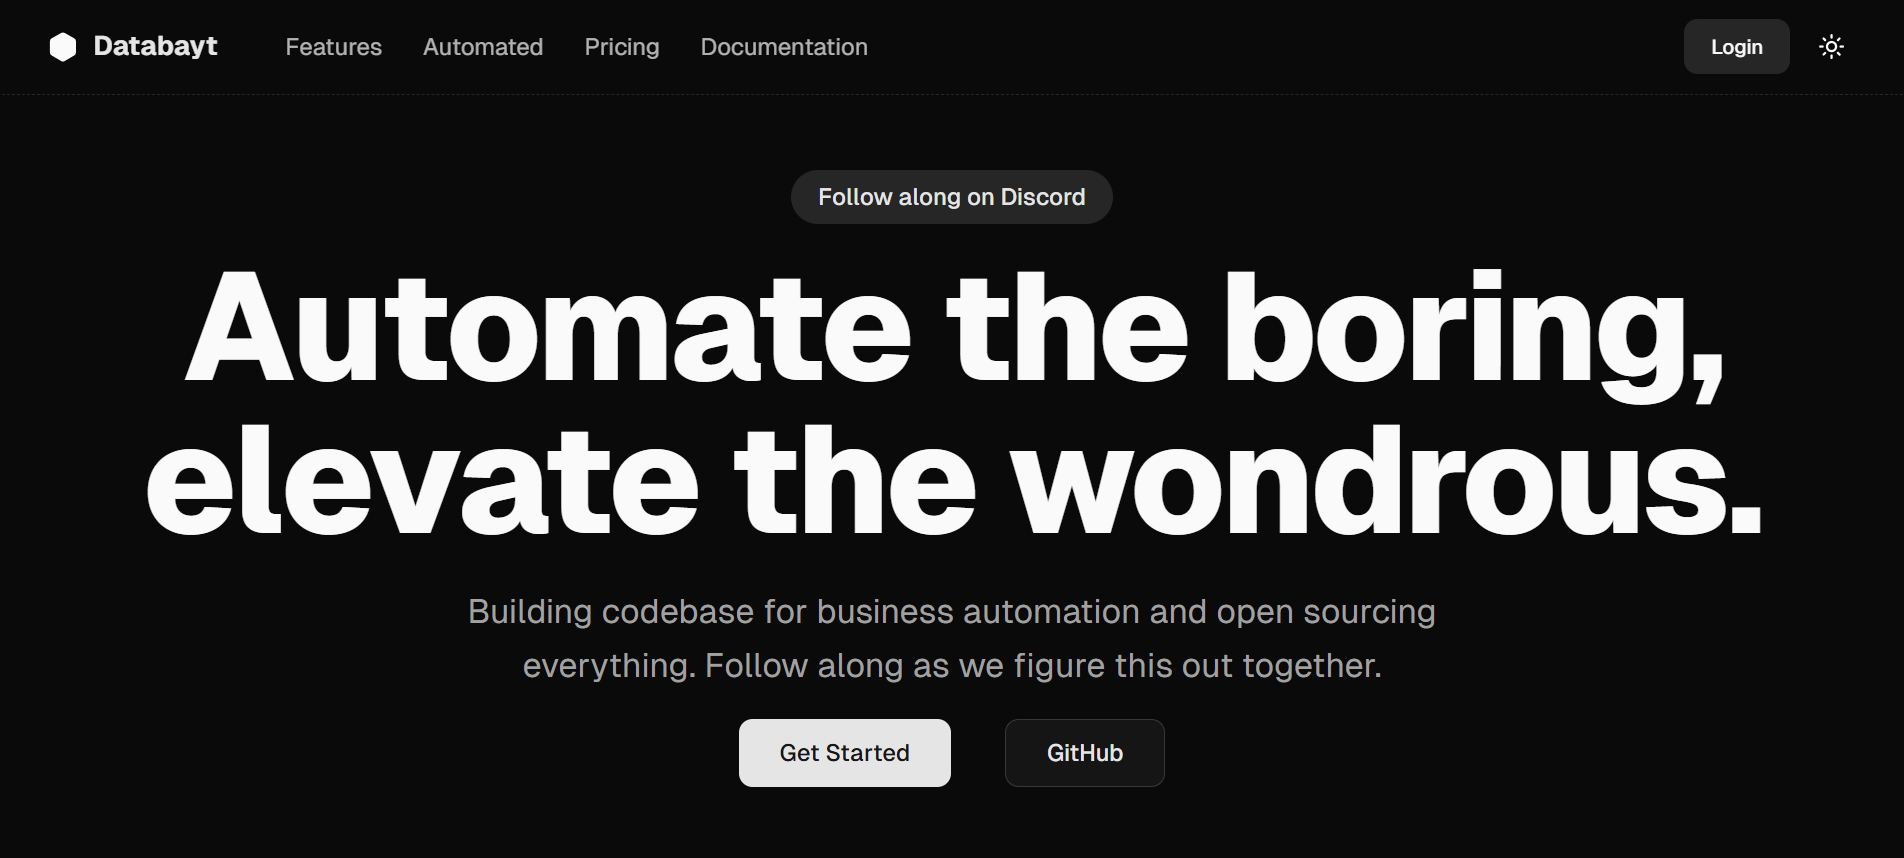 Databayt
Features
Automated
Pricing
Documentation
Login
Follow along on Discord
Automate the boring,
elevate the wondrous.
Building codebase for business automation and open sourcing
everything. Follow along as we figure this out together.
Get Started
GitHub